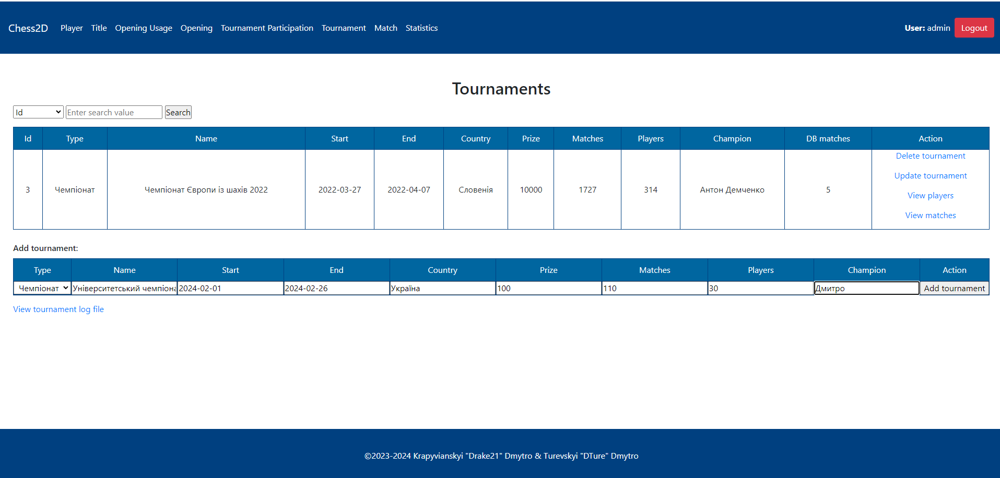 Chess2D Player Title Opening Usage Opening Tournament Participation Tournament Match Statistics User: admin Logout
Tournaments
Id Enter search value Search
Id Type Name Start End Country Prize Matches Players Champion DB matches Action
3 Чемпіонат Чемпіонат Європи із шахів 2022 2022-03-27 2022-04-07 Словенія 10000 1727 314 Антон Демченко 5
Delete tournament
Update tournament
View players
View matches
Add tournament:
Type Name Start End Country Prize Matches Players Champion Action
Чемпіонат Університетський чемпіона 2024-02-01 2024-02-26 Україна 100 110 30 Дмитро Add tournament
View tournament log file
©2023-2024 Krapyvianskyi "Drake21" Dmytro & Turevskyi "DTure" Dmytro